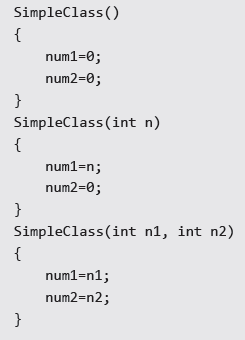 SimpleClass()
{
    num1=0;
    num2=0;
}
SimpleClass(int n)
{
    num1=n;
    num2=0;
}
SimpleClass(int n1, int n2)
{
    num1=n1;
    num2=n2;
}